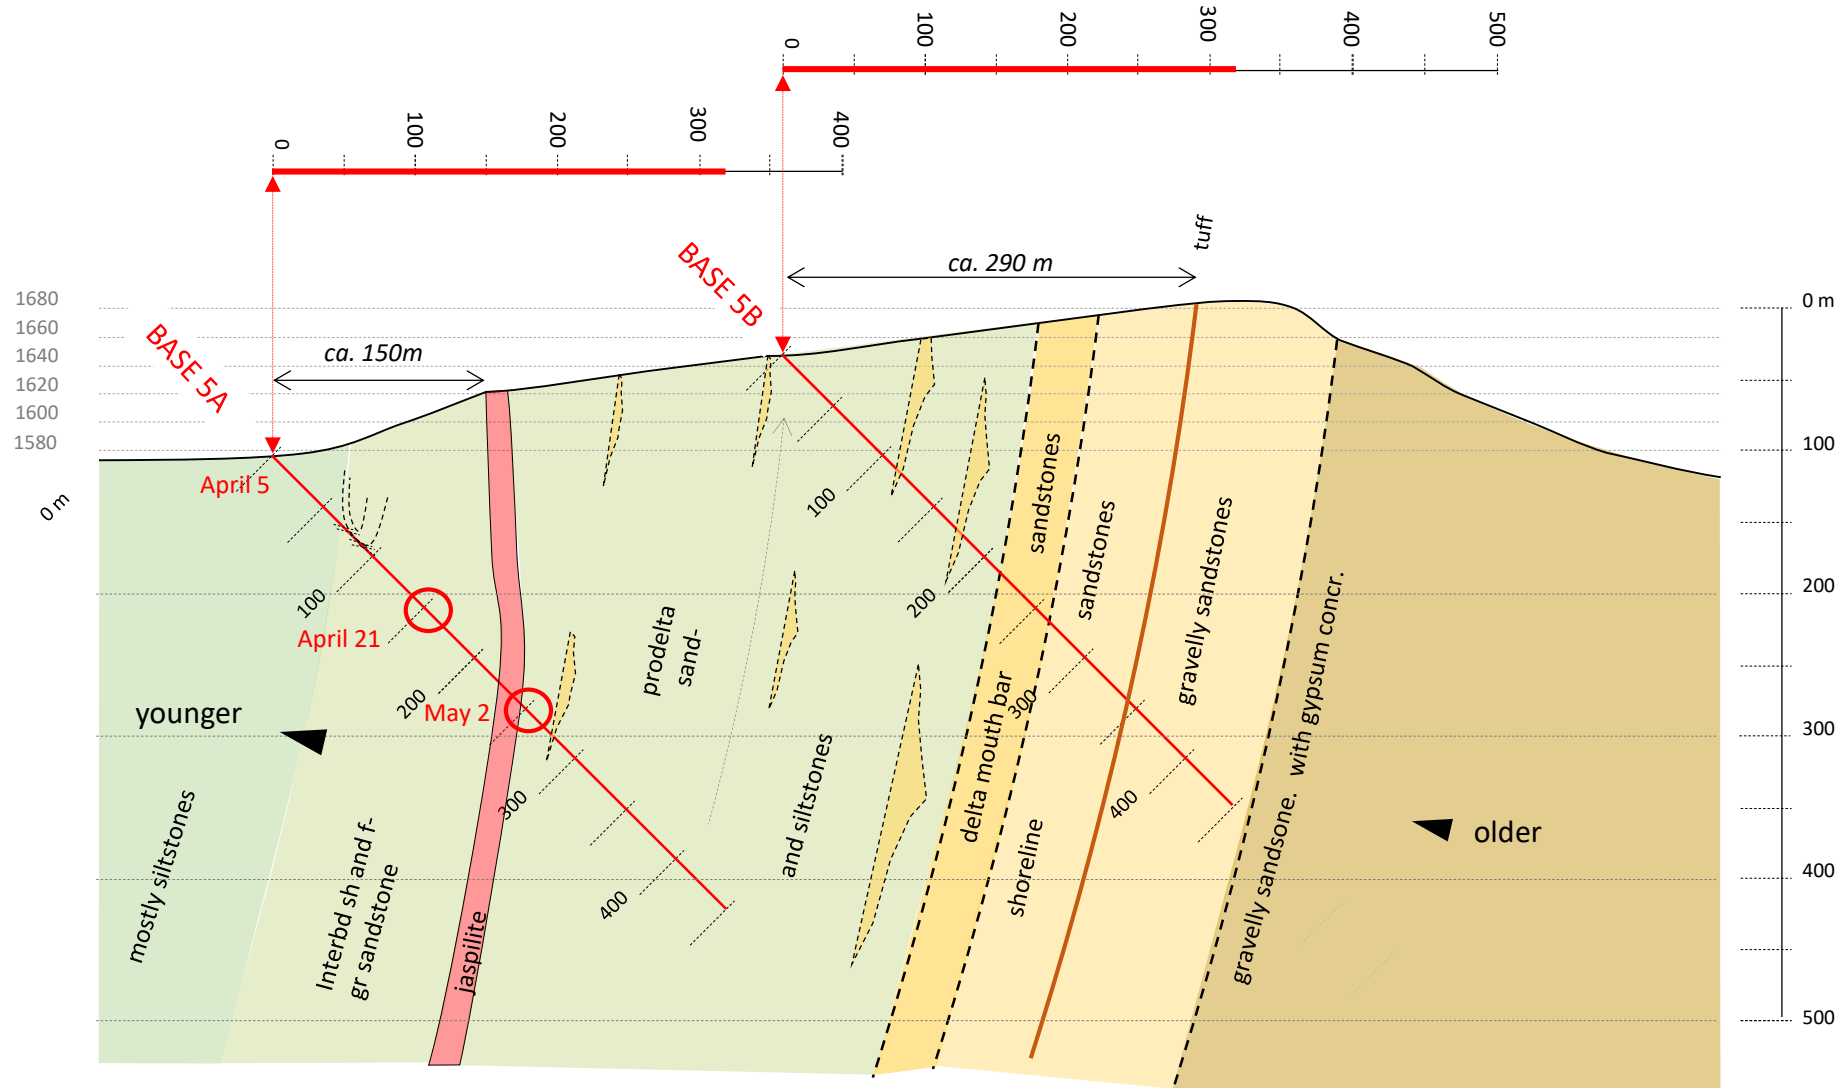 0
100
200
300
400
500
0
100
200
300
400
tuff
ca. 290 m
BASE 5B
BASE 5A
ca. 150m
1680
1660
1640
1620
1600
1580
0 m
100
200
300
400
500
April 5
0 m
100
April 21
200
May 2
300
400
100
200
300
400
younger
older
mostly siltstones
Interbd sh and f-
gr sandstone
jaspilite
prodelta
sand-
and siltstones
delta mouth bar
sandstones
shoreline
sandstones
gravelly sandstones
gravelly sandsone. with gypsum concr.